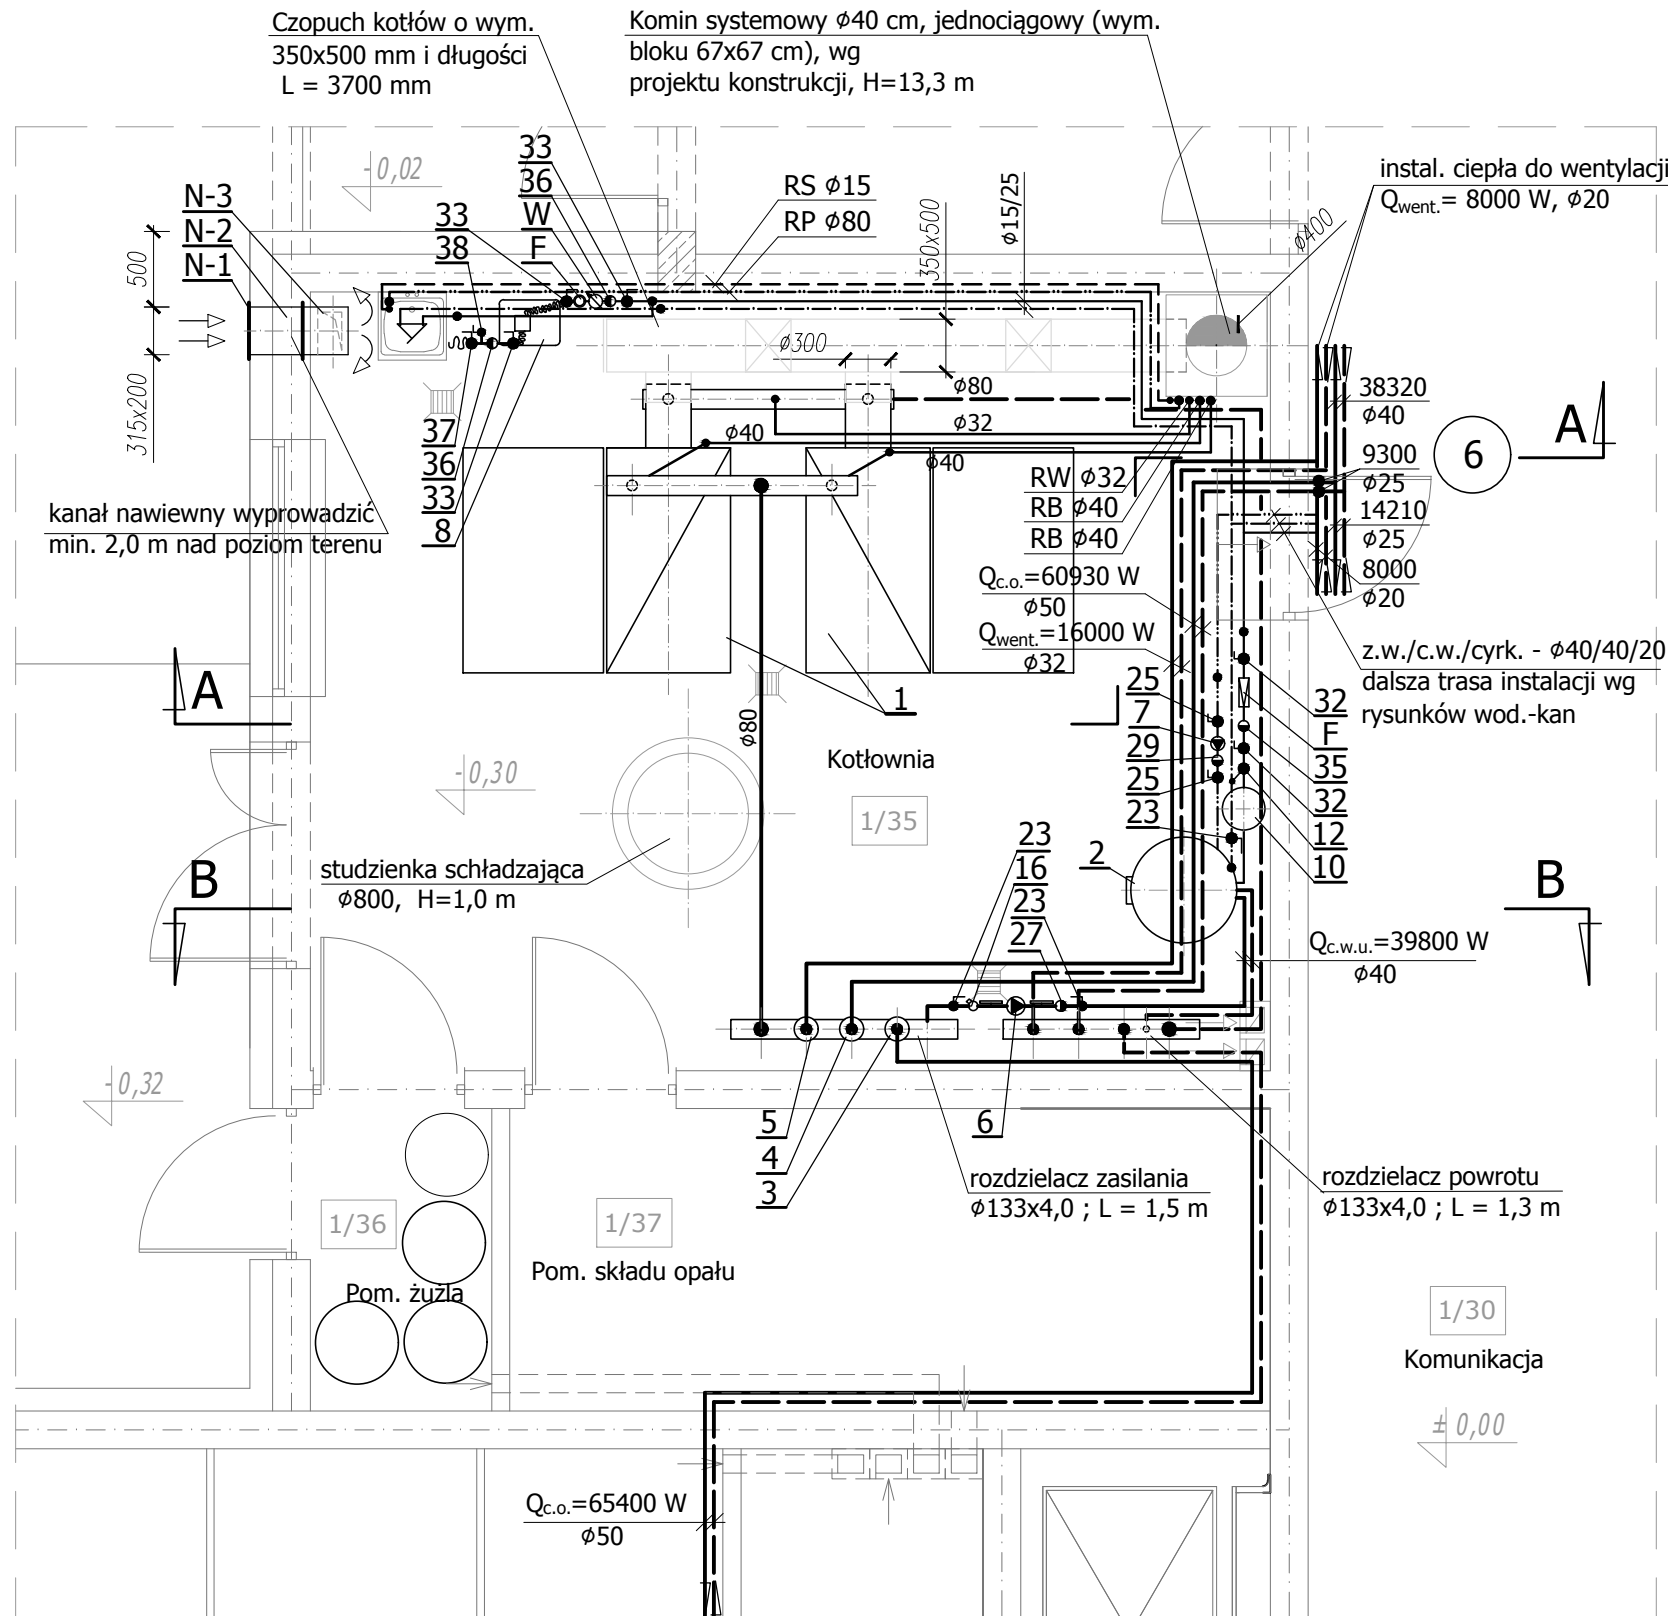 Czopuch kotłów o wym.
350x500 mm i długości
L = 3700 mm
Komin systemowy ϕ40 cm, jednociągowy (wym.
bloku 67x67 cm), wg
projektu konstrukcji, H=13,3 m
instal. ciepła do wentylacji
Qwent.= 8000 W, ϕ20
-0,02
33
36
W
F
33
38
RS ϕ15
RP ϕ80
ϕ15/25
350x500
ϕ400
N-3
N-2
N-1
500
315x200
ϕ300
ϕ80
ϕ32
ϕ40
ϕ40
38320
ϕ40
9300
ϕ25
14210
ϕ25
8000
ϕ20
6
A
37
36
33
8
kanał nawiewny wyprowadzić
min. 2,0 m nad poziom terenu
RW ϕ32
RB ϕ40
RB ϕ40
Qc.o.=60930 W
ϕ50
Qwent.=16000 W
ϕ32
z.w./c.w./cyrk. - ϕ40/40/20
dalsza trasa instalacji wg
rysunków wod.-kan
A
1
ϕ80
25
7
29
25
23
32
F
35
32
12
10
Kotłownia
1/35
-0,30
studzienka schładzająca
ϕ800, H=1,0 m
B
B
2
23
16
23
27
Qc.w.u.=39800 W
ϕ40
-0,32
5
4
3
6
rozdzielacz zasilania
ϕ133x4,0 ; L = 1,5 m
rozdzielacz powrotu
ϕ133x4,0 ; L = 1,3 m
1/36
Pom. żużla
1/37
Pom. składu opału
1/30
Komunikacja
± 0,00
Qc.o.=65400 W
ϕ50